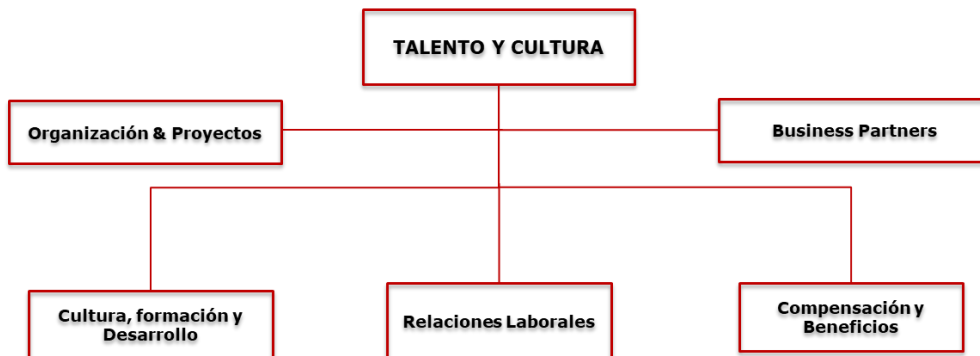 TALENTO Y CULTURA
Organización & Proyectos
Business Partners
Cultura, formación y
Desarrollo
Relaciones Laborales
Compensación y
Beneficios